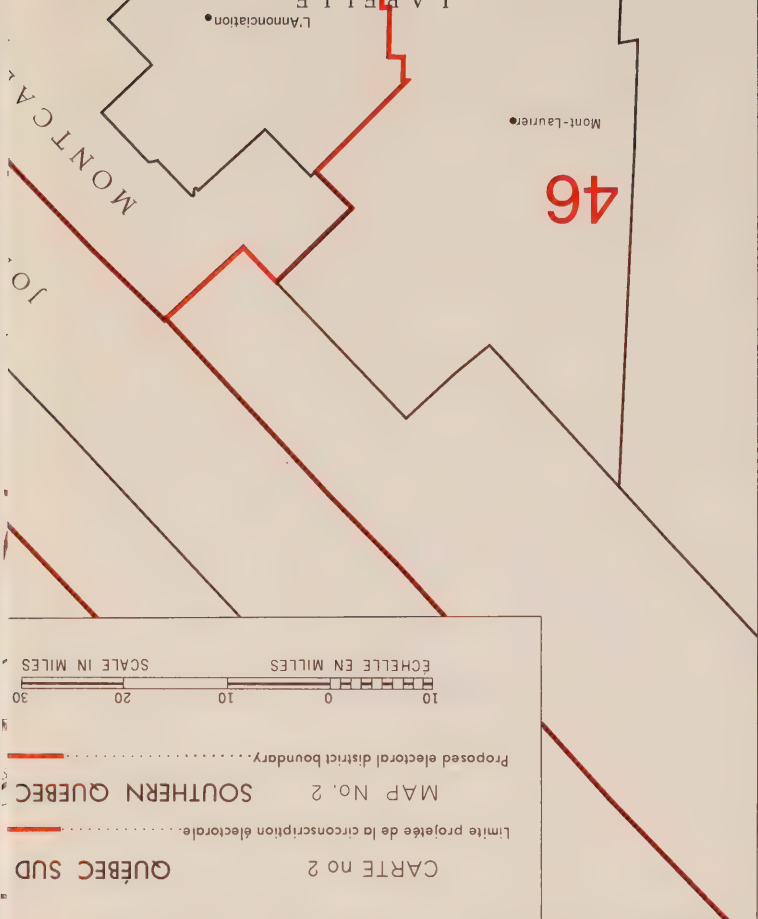 CARTE no 2 QUÉBEC SUD
Limite projetée de la circonscription électorale
MAP No. 2 SOUTHERN QUEBEC
Proposed electoral district boundary
10 0 10 20 30
ÉCHELLE EN MILLES SCALE IN MILES
JO
46
MONTCA
Mont-Laurier
L'Annonciation
LABELLE